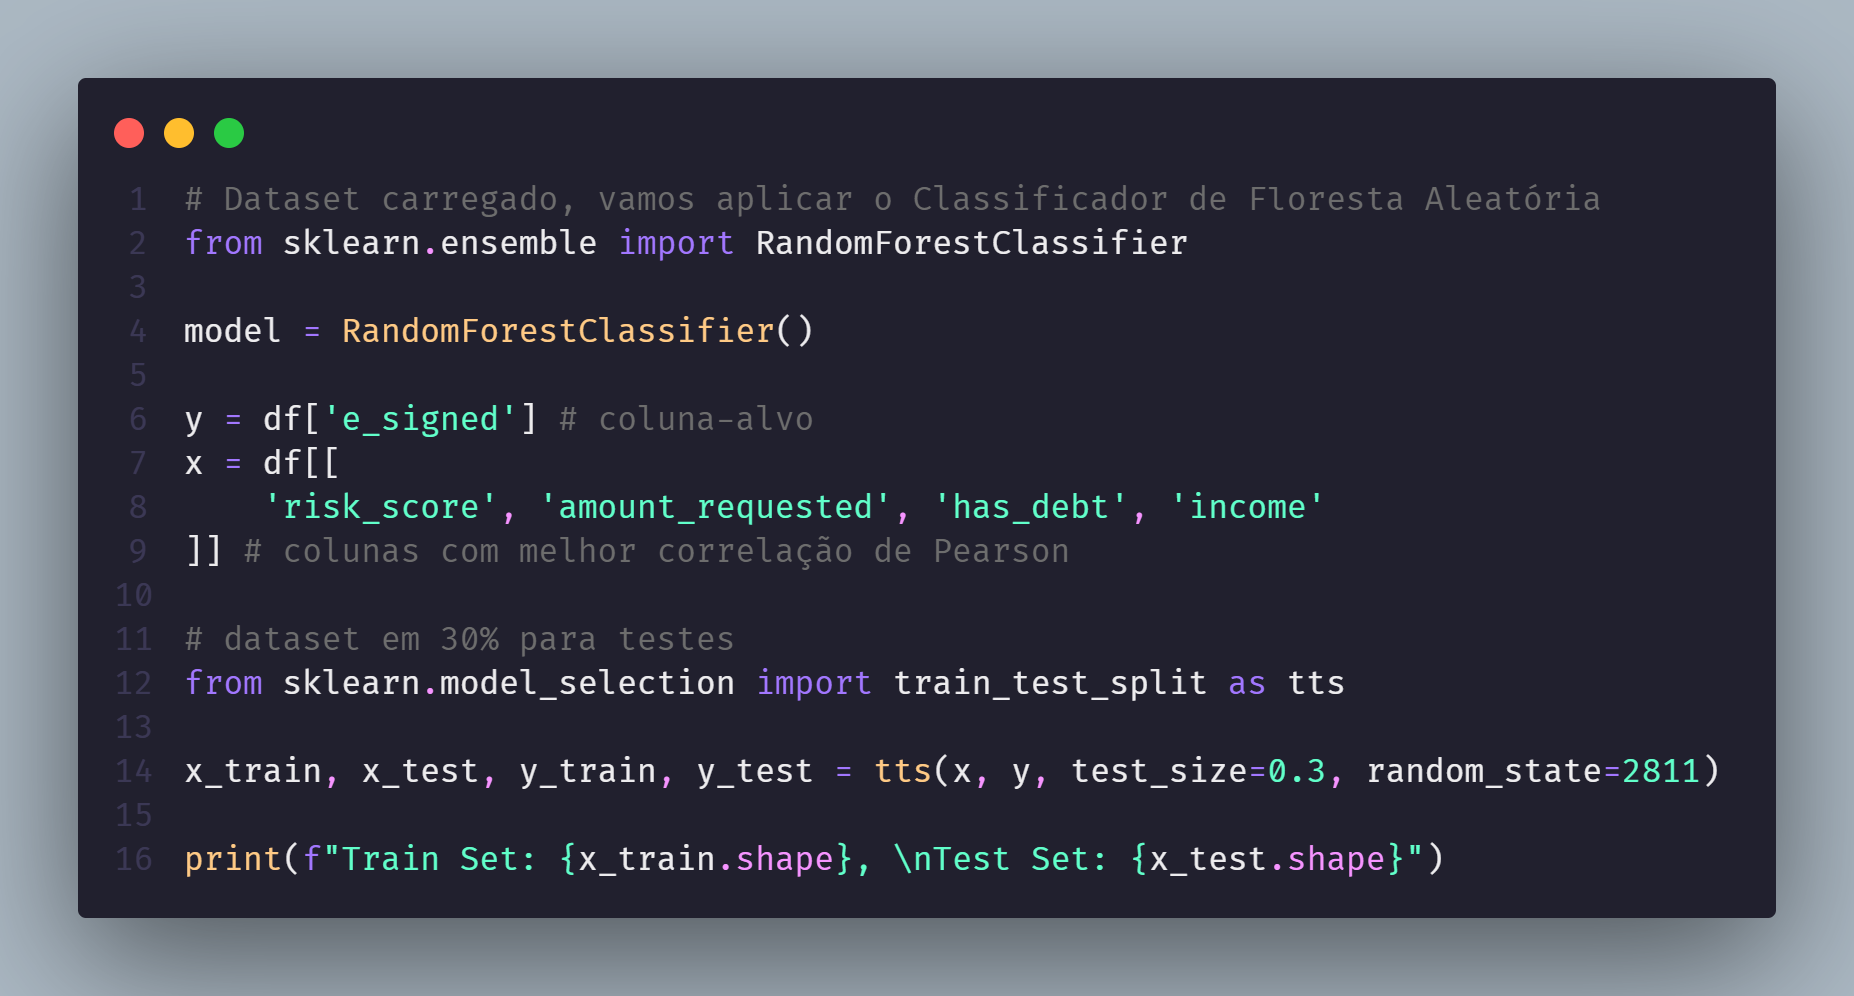 1 # Dataset carregado, vamos aplicar o Classificador de Floresta Aleatória
2 from sklearn.ensemble import RandomForestClassifier
3
4 model = RandomForestClassifier()
5
6 y = df['e_signed'] # coluna-alvo
7 x = df[[
8     'risk_score', 'amount_requested', 'has_debt', 'income'
9 ]] # colunas com melhor correlação de Pearson
10
11 # dataset em 30% para testes
12 from sklearn.model_selection import train_test_split as tts
13
14 x_train, x_test, y_train, y_test = tts(x, y, test_size=0.3, random_state=2811)
15
16 print(f"Train Set: {x_train.shape}, \nTest Set: {x_test.shape}")